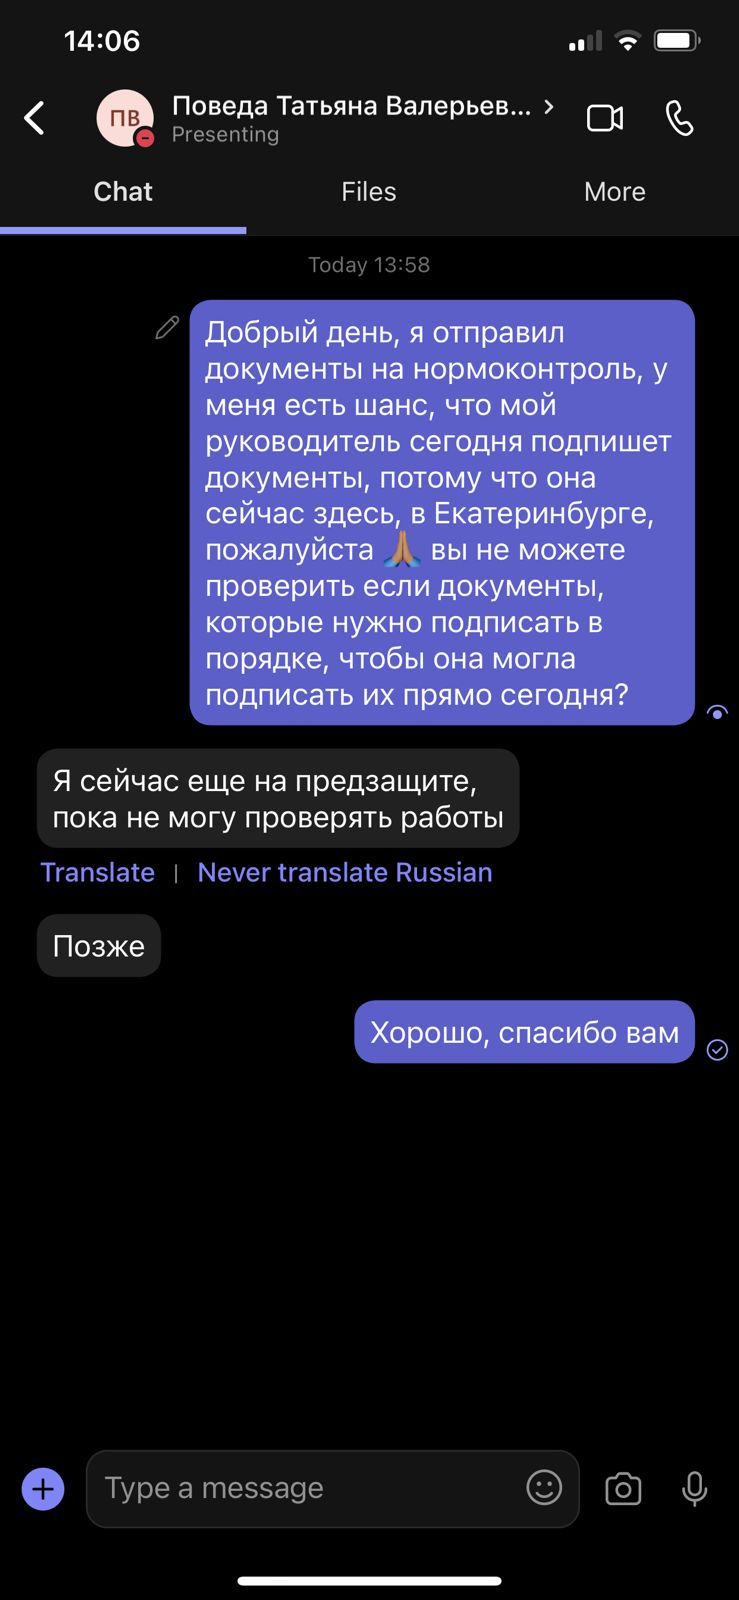 14:06
ПВ
Поведа Татьяна Валерьев...
Presenting
Chat
Files
More
Today 13:58
Добрый день, я отправил
документы на нормоконтроль, у
меня есть шанс, что мой
руководитель сегодня подпишет
документы, потому что она
сейчас здесь, в Екатеринбурге,
пожалуйста 🙏🏽 вы не можете
проверить если документы,
которые нужно подписать в
порядке, чтобы она могла
подписать их прямо сегодня?
Я сейчас еще на предзащите,
пока не могу проверять работы
Translate | Never translate Russian
Позже
Хорошо, спасибо вам
Type a message